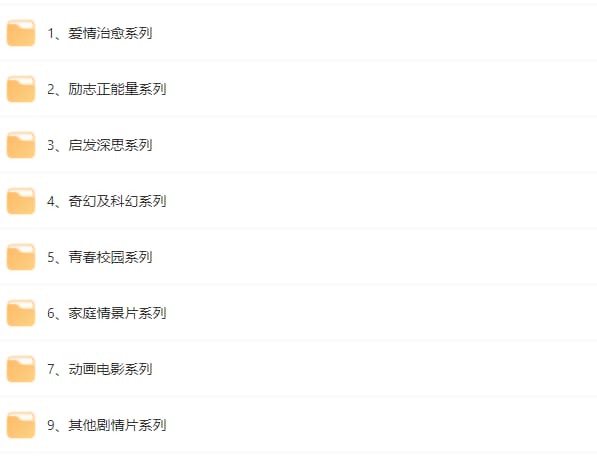 1、爱情治愈系列
2、励志正能量系列
3、启发深思系列
4、奇幻及科幻系列
5、青春校园系列
6、家庭情景片系列
7、动画电影系列
9、其他剧情片系列